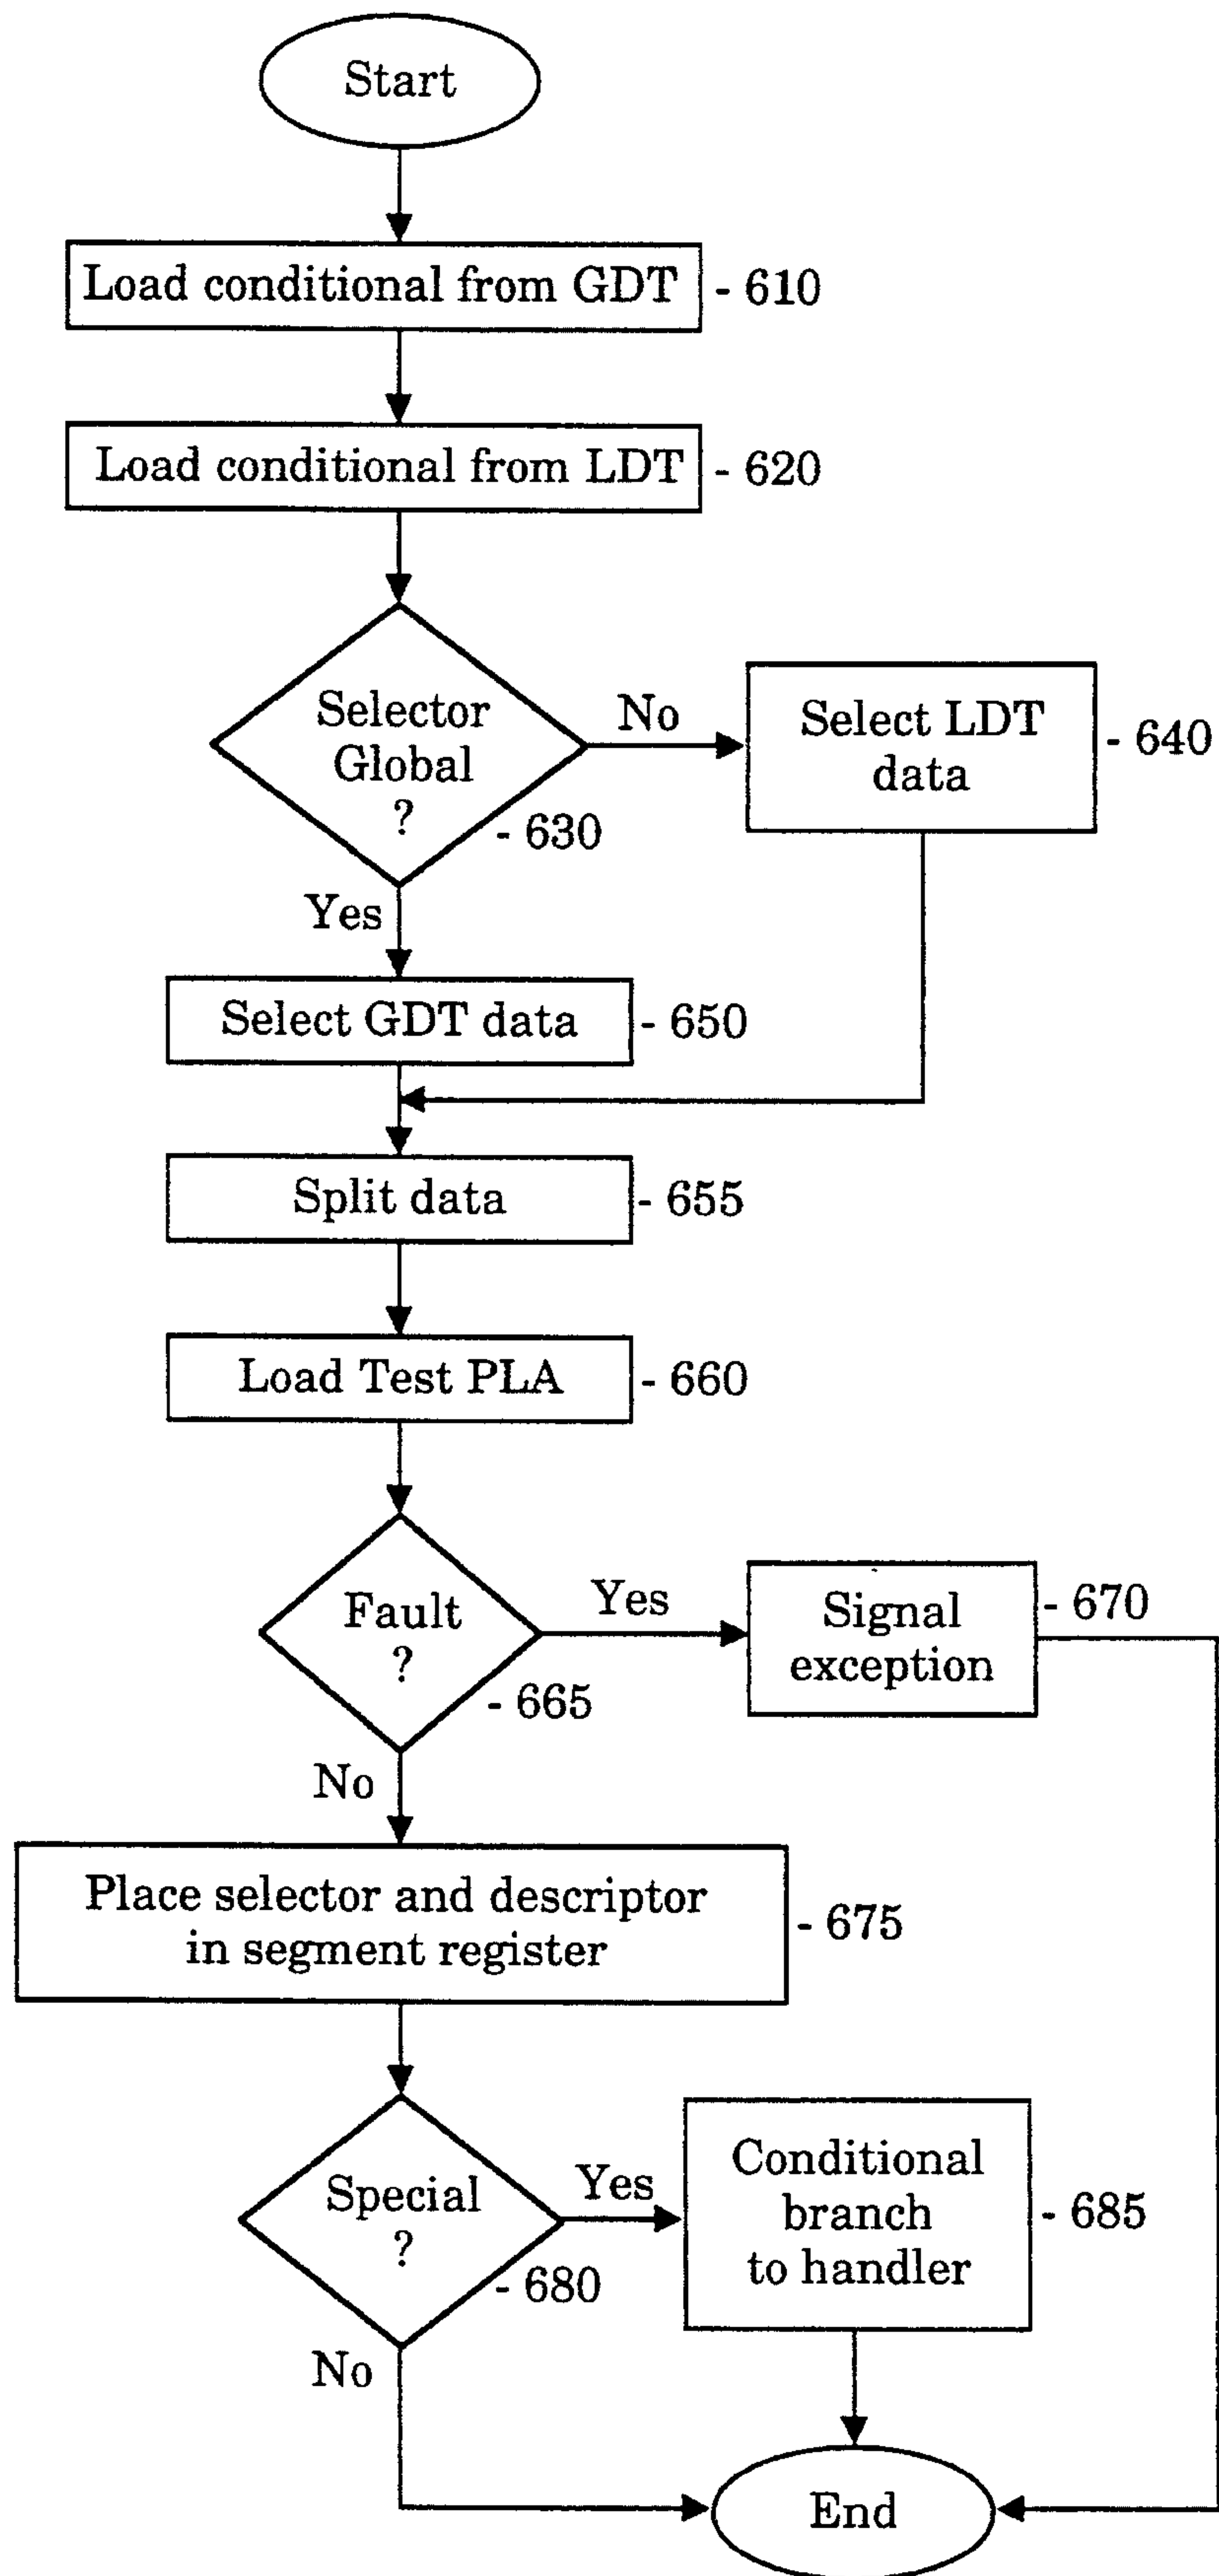 Start
Load conditional from GDT - 610
Load conditional from LDT - 620
Selector
Global
?
- 630
No
Select LDT
data
- 640
Yes
Select GDT data - 650
Split data - 655
Load Test PLA - 660
Fault
?
- 665
Yes
Signal
exception
- 670
No
Place selector and descriptor
in segment register
- 675
Special
?
- 680
Yes
Conditional
branch
to handler
- 685
No
End